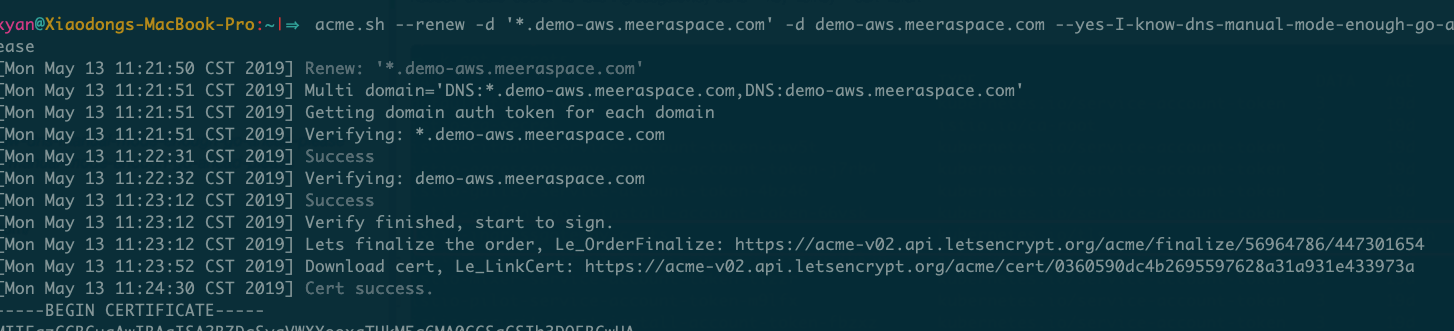 xyan@Xiaodongs-MacBook-Pro:~|⇒ acme.sh --renew -d '*.demo-aws.meeraspace.com' -d demo-aws.meeraspace.com --yes-I-know-dns-manual-mode-enough-go-a
ease
[Mon May 13 11:21:50 CST 2019] Renew: '*.demo-aws.meeraspace.com'
[Mon May 13 11:21:51 CST 2019] Multi domain='DNS:*.demo-aws.meeraspace.com,DNS:demo-aws.meeraspace.com'
[Mon May 13 11:21:51 CST 2019] Getting domain auth token for each domain
[Mon May 13 11:21:51 CST 2019] Verifying: *.demo-aws.meeraspace.com
[Mon May 13 11:22:31 CST 2019] Success
[Mon May 13 11:22:32 CST 2019] Verifying: demo-aws.meeraspace.com
[Mon May 13 11:23:12 CST 2019] Success
[Mon May 13 11:23:12 CST 2019] Verify finished, start to sign.
[Mon May 13 11:23:12 CST 2019] Lets finalize the order, Le_OrderFinalize: https://acme-v02.api.letsencrypt.org/acme/finalize/56964786/447301654
[Mon May 13 11:23:52 CST 2019] Download cert, Le_LinkCert: https://acme-v02.api.letsencrypt.org/acme/cert/0360590dc4b2695597628a31a931e433973a
[Mon May 13 11:24:30 CST 2019] Cert success.
-----BEGIN CERTIFICATE-----